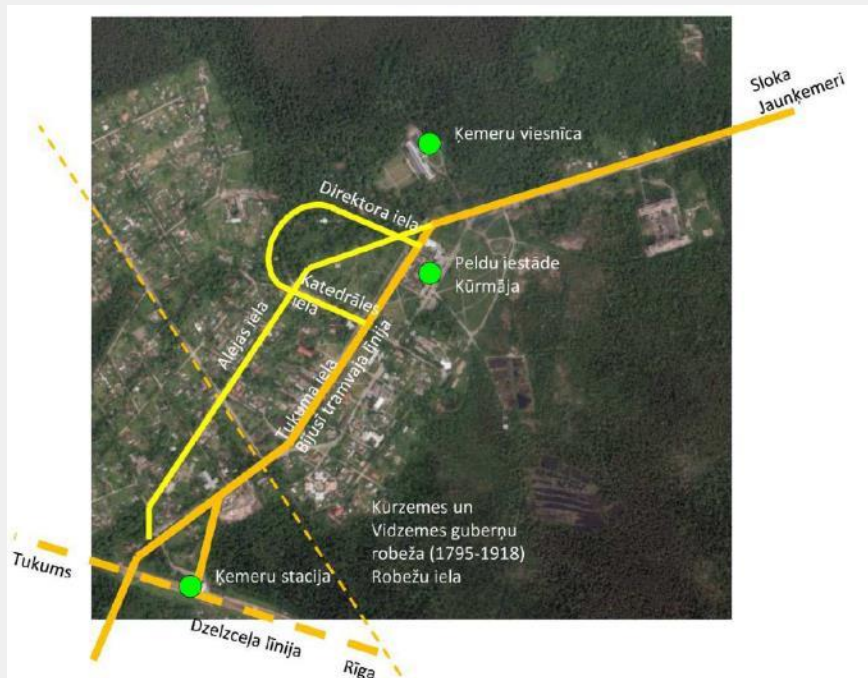 Sloka
Jaunķemeri
Ķemeru viesnīca
Direktora iela
Peldu iestāde
Kūrmāja
Katedrāles
iela
Alejas iela
Tukuma iela
Bijusī tramvaja līnija
Kurzemes un
Vidzemes guberņu
robeža (1795-1918)
Robežu iela
Tukums
Ķemeru stacija
Dzelzceļa līnija
Rīga